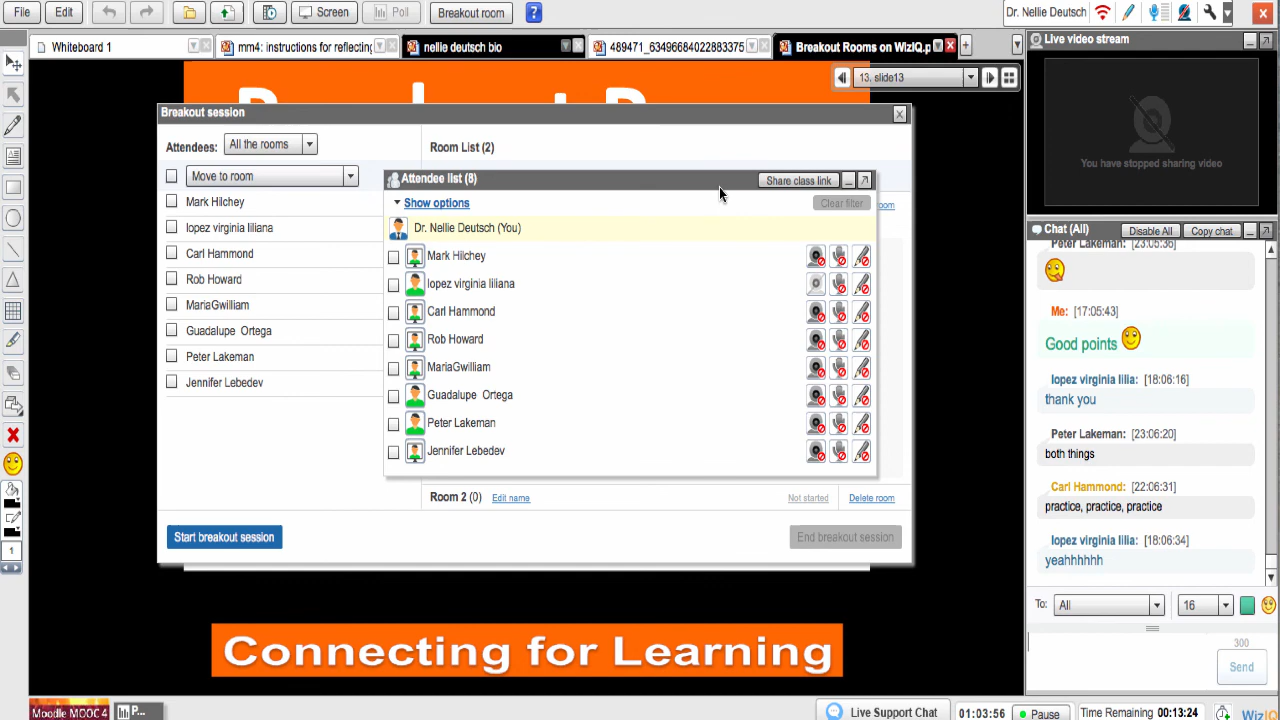 File Edit Screen Poll Breakout room ? Dr. Nellie Deutsch
Whiteboard 1 mm4: instructions for reflecting nellie deutsch bio 489471_63496684022883375 Breakout Rooms on WizIQ.p
13. slide13
Breakout session
Attendees: All the rooms
Room List (2)
Move to room
Mark Hilchey
lopez virginia liliana
Carl Hammond
Rob Howard
MariaGwilliam
Guadalupe Ortega
Peter Lakeman
Jennifer Lebedev
Attendee list (8) Share class link
Show options Clear filter
oom
Dr. Nellie Deutsch (You)
Mark Hilchey
lopez virginia liliana
Carl Hammond
Rob Howard
MariaGwilliam
Guadalupe Ortega
Peter Lakeman
Jennifer Lebedev
Room 2 (0) Edit name Not started Delete room
Start breakout session End breakout session
Connecting for Learning
1
Live video stream
You have stopped sharing video
Chat (All) Disable All Copy chat
Peter Lakeman: [23:05:36]
Me: [17:05:43]
Good points
lopez virginia lilia: [18:06:16]
thank you
Peter Lakeman: [23:06:20]
both things
Carl Hammond: [22:06:31]
practice, practice, practice
lopez virginia lilia: [18:06:34]
yeahhhhhh
To: All 16
300
Send
Moodle MOOC 4 P... Live Support Chat 01:03:56 Pause Time Remaining 00:13:24 WizIQ